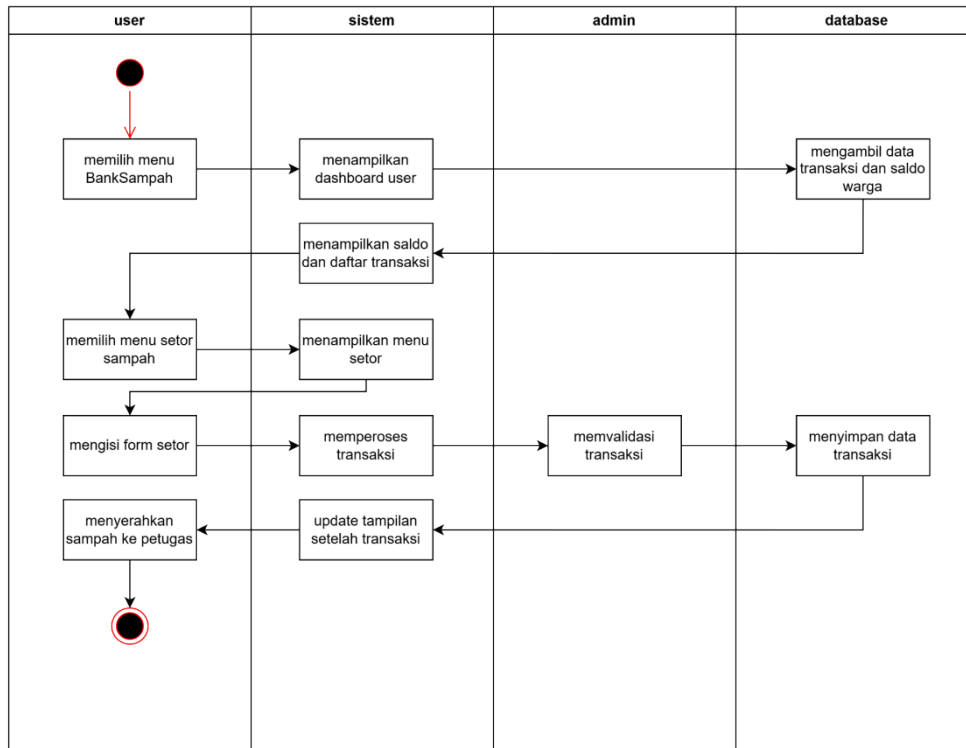 user
sistem
admin
database
memilih menu
BankSampah
menampilkan
dashboard user
mengambil data
transaksi dan saldo
warga
menampilkan saldo
dan daftar transaksi
memilih menu setor
sampah
menampilkan menu
setor
mengisi form setor
memperoses
transaksi
memvalidasi
transaksi
menyimpan data
transaksi
menyerahkan
sampah ke petugas
update tampilan
setelah transaksi